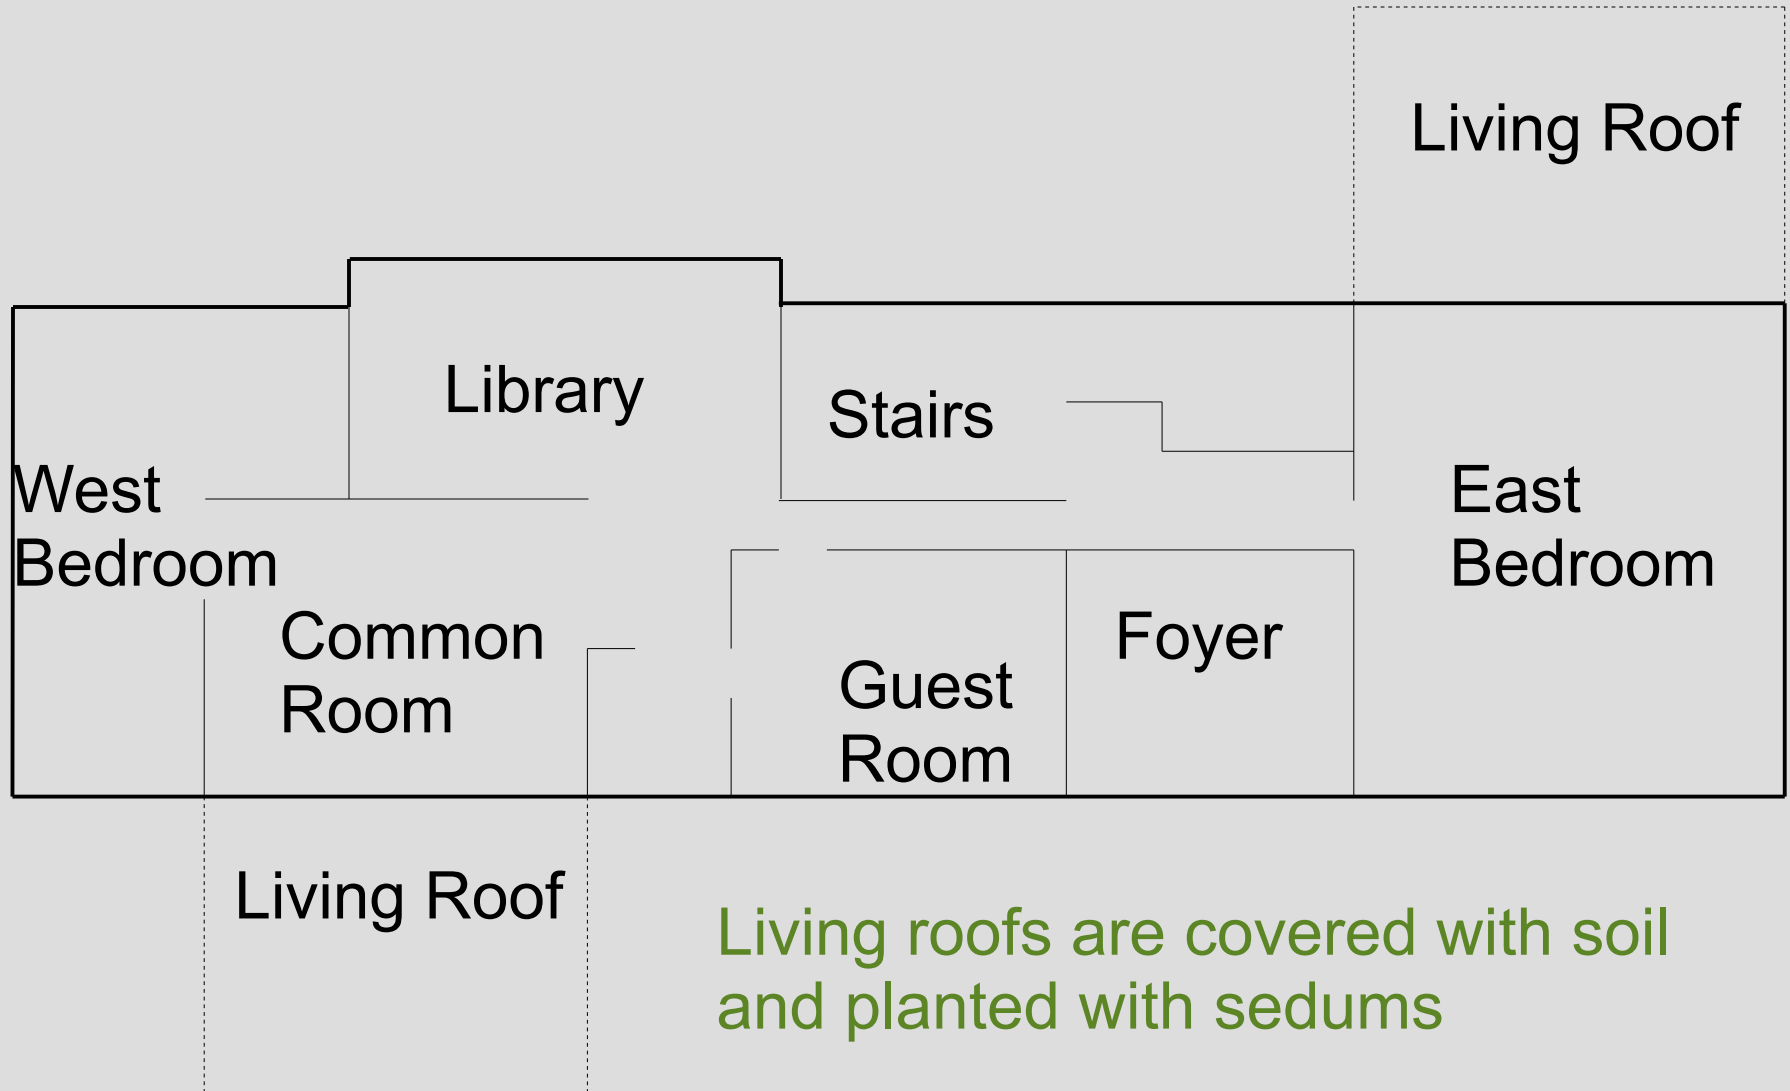 Living Roof
Library
Stairs
West
Bedroom
East
Bedroom
Common
Room
Foyer
Guest
Room
Living Roof
Living roofs are covered with soil
and planted with sedums